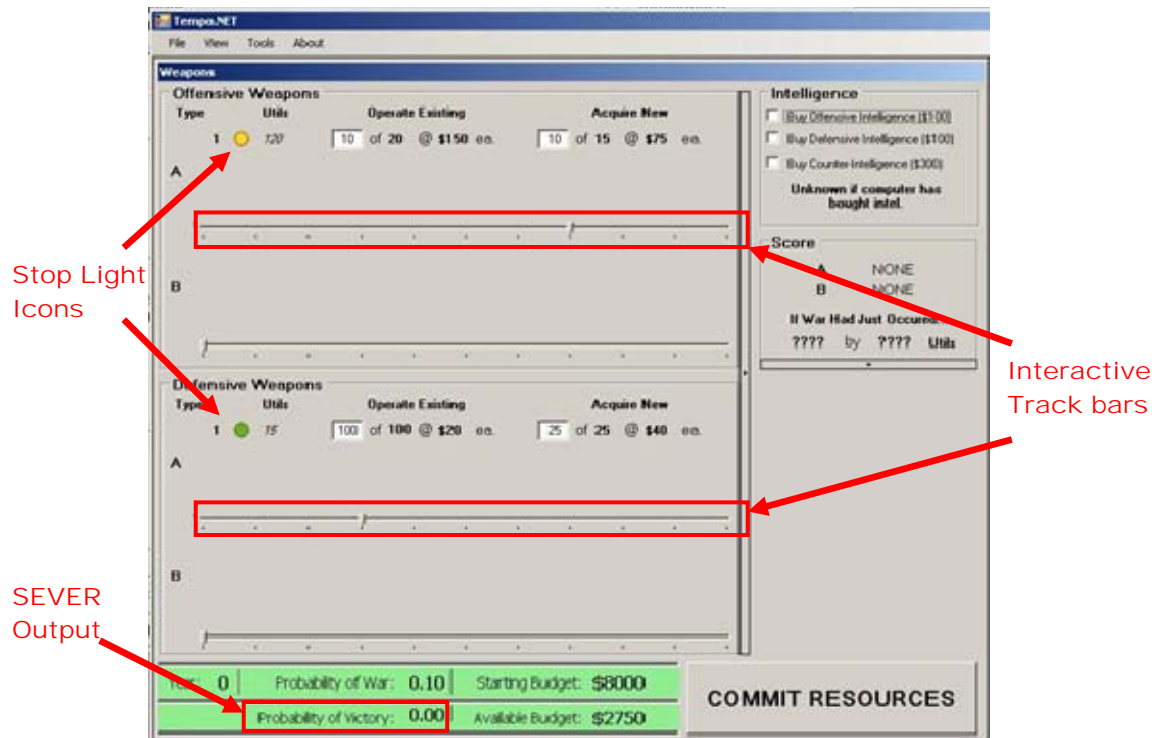 Tempo.NET
File View Tools About
Weapons
Offensive Weapons
Type Utils Operate Existing Acquire New
1 120 10 of 20 @ $150 ea. 10 of 15 @ $75 ea.
A
B
Defensive Weapons
Type Utils Operate Existing Acquire New
1 15 100 of 100 @ $20 ea. 25 of 25 @ $40 ea.
A
B
Intelligence
Buy Offensive Intelligence ($100)
Buy Defensive Intelligence ($100)
Buy Counter-Intelligence ($300)
Unknown if computer has
bought intel.
Score
A NONE
B NONE
If War Had Just Occured...
???? by ???? Utils
Year: 0 Probability of War: 0.10 Starting Budget: $8000
Probability of Victory: 0.00 Available Budget: $2750
COMMIT RESOURCES
Stop Light
Icons
SEVER
Output
Interactive
Track bars